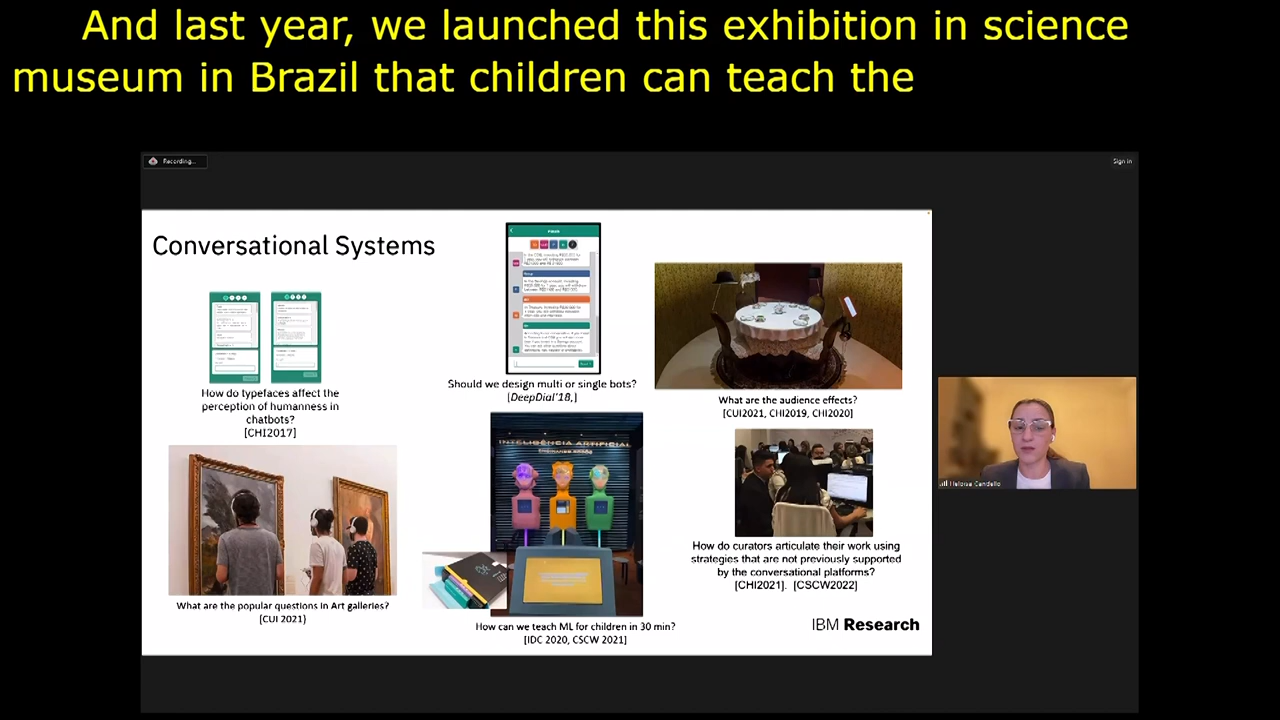 And last year, we launched this exhibition in science
museum in Brazil that children can teach the
Recording...
Sign in
Conversational Systems
How do typefaces affect the
perception of humanness in
chatbots?
[CHI2017]
Should we design multi or single bots?
[DeepDial'18,]
What are the audience effects?
[CUI2021, CHI2019, CHI2020]
What are the popular questions in Art galleries?
[CUI 2021]
INTELIGÊNCIA ARTIFICIAL
How can we teach ML for children in 30 min?
[IDC 2020, CSCW 2021]
How do curators articulate their work using
strategies that are not previously supported
by the conversational platforms?
[CHI2021]. [CSCW2022]
IBM Research
Heloisa Candello